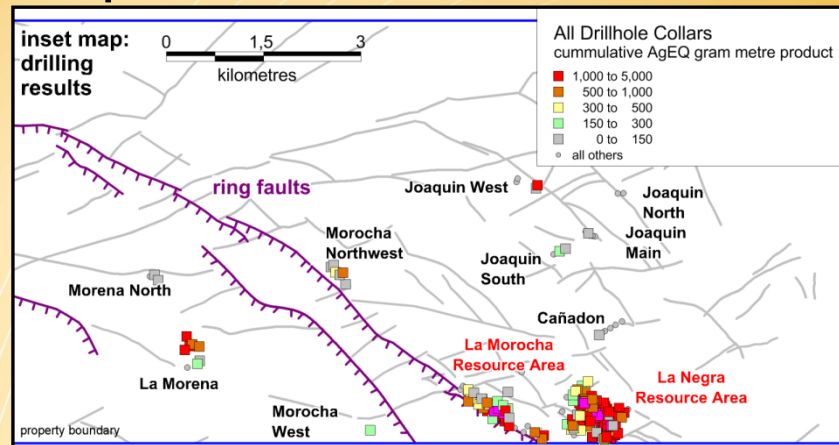 inset map:
drilling
results
0 1,5 3
kilometres
All Drillhole Collars
cummulative AgEQ gram metre product
1,000 to 5,000
500 to 1,000
300 to 500
150 to 300
0 to 150
all others
ring faults
Joaquin West
Joaquin
North
Joaquin
Main
Morocha
Northwest
Joaquin
South
Morena North
Cañadon
La Morocha
Resource Area
La Negra
Resource Area
La Morena
Morocha
West
property boundary